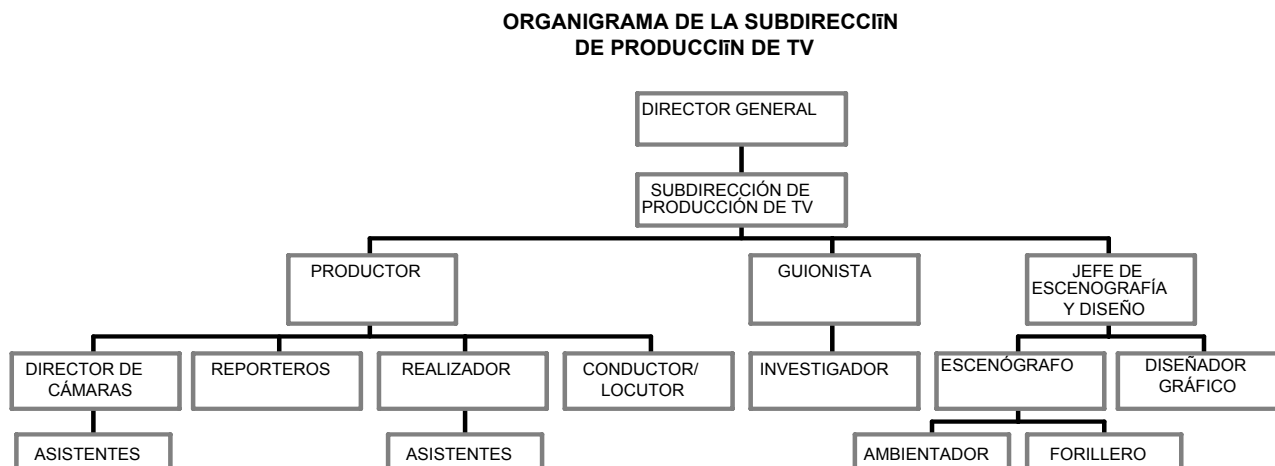 ORGANIGRAMA DE LA SUBDIRECCIīN
DE PRODUCCIīN DE TV
DIRECTOR GENERAL
SUBDIRECCIÓN DE
PRODUCCIÓN DE TV
PRODUCTOR
GUIONISTA
JEFE DE
ESCENOGRAFÍA
Y DISEÑO
DIRECTOR DE
CÁMARAS
REPORTEROS
REALIZADOR
CONDUCTOR/
LOCUTOR
INVESTIGADOR
ESCENÓGRAFO
DISEÑADOR
GRÁFICO
ASISTENTES
ASISTENTES
AMBIENTADOR
FORILLERO